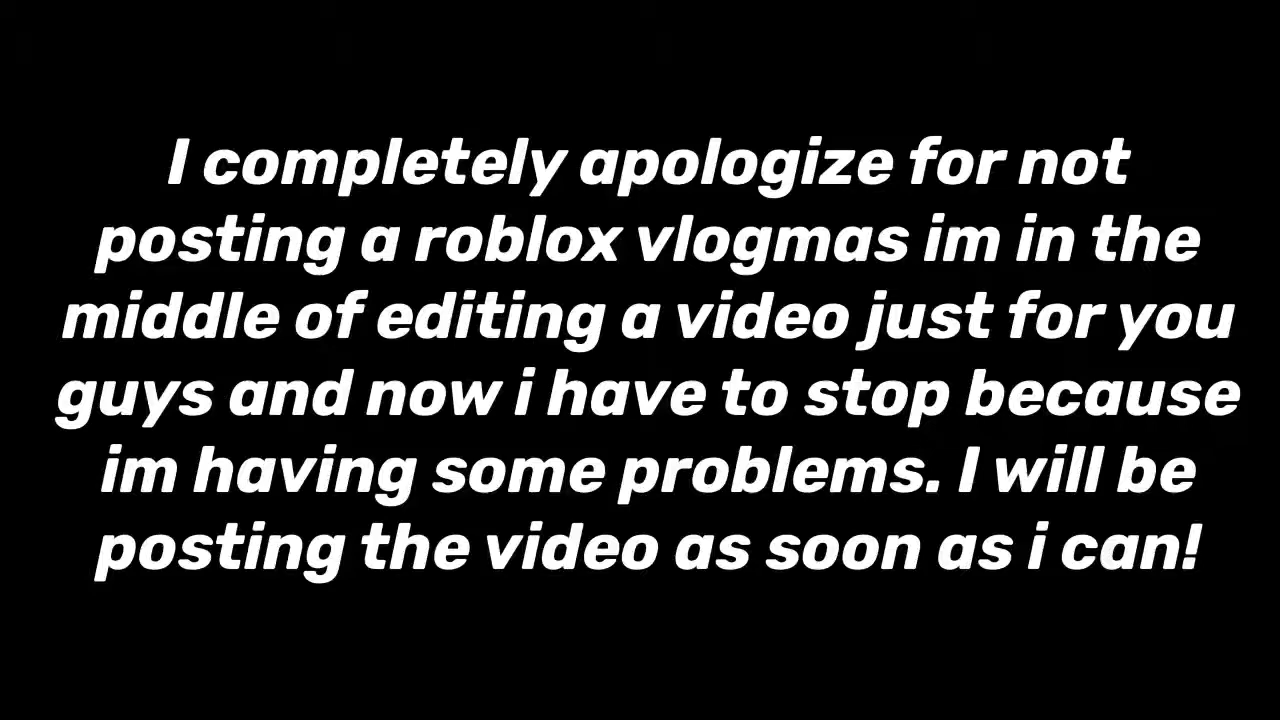 I completely apologize for not
posting a roblox vlogmas im in the
middle of editing a video just for you
guys and now i have to stop because
im having some problems. I will be
posting the video as soon as i can!